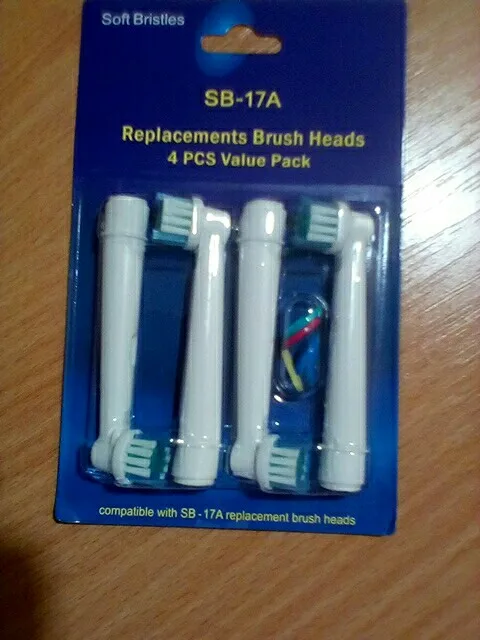 Soft Bristles
SB-17A
Replacements Brush Heads
4 PCS Value Pack
compatible with SB -17A replacement brush heads